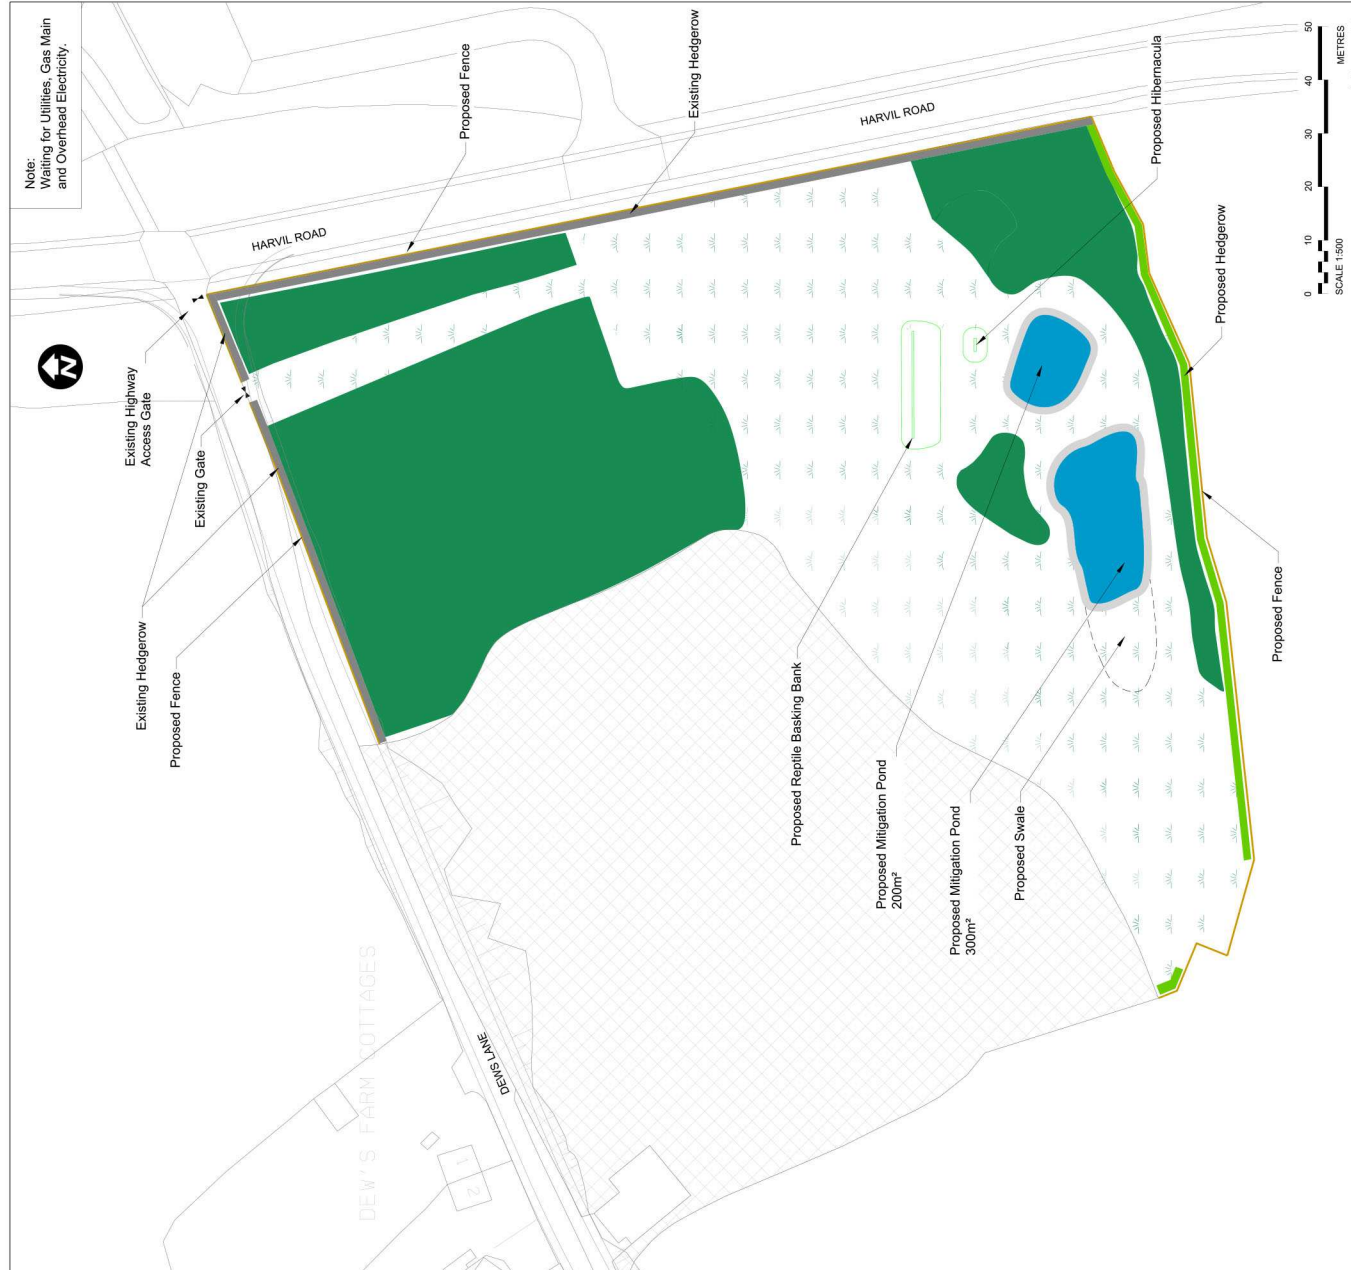 Note:
Waiting for Utilities, Gas Main
and Overhead Electricity.
N
Existing Highway
Access Gate
Existing Gate
Existing Hedgerow
Proposed Fence
HARVIL ROAD
Proposed Fence
Existing Hedgerow
HARVIL ROAD
Proposed Hibernacula
Proposed Hedgerow
Proposed Fence
Proposed Reptile Basking Bank
Proposed Mitigation Pond
200m²
Proposed Mitigation Pond
300m²
Proposed Swale
DEWS LANE
DEW'S FARM COTTAGES
1
2
0 10 20 30 40 50
SCALE 1:500
METRES